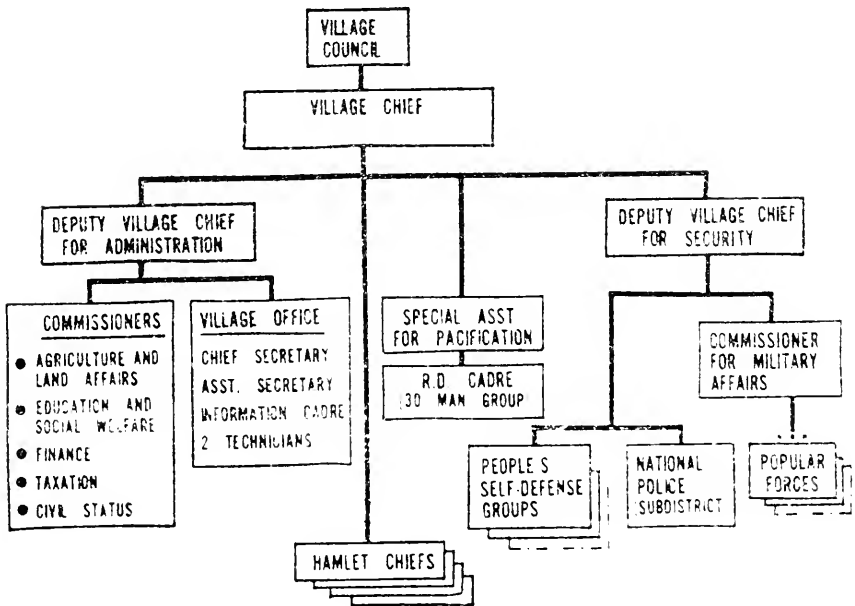 VILLAGE
COUNCIL
VILLAGE CHIEF
DEPUTY VILLAGE CHIEF
FOR ADMINISTRATION
DEPUTY VILLAGE CHIEF
FOR SECURITY
COMMISSIONERS
● AGRICULTURE AND
LAND AFFAIRS
● EDUCATION AND
SOCIAL WELFARE
● FINANCE
● TAXATION
● CIVIL STATUS
VILLAGE OFFICE
CHIEF SECRETARY
ASST. SECRETARY
INFORMATION CADRE
2 TECHNICIANS
SPECIAL ASST
FOR PACIFICATION
R.D. CADRE
30 MAN GROUP
COMMISSIONER
FOR MILITARY
AFFAIRS
PEOPLE S
SELF-DEFENSE
GROUPS
NATIONAL
POLICE
SUBDISTRICT
POPULAR
FORCES
HAMLET CHIEFS